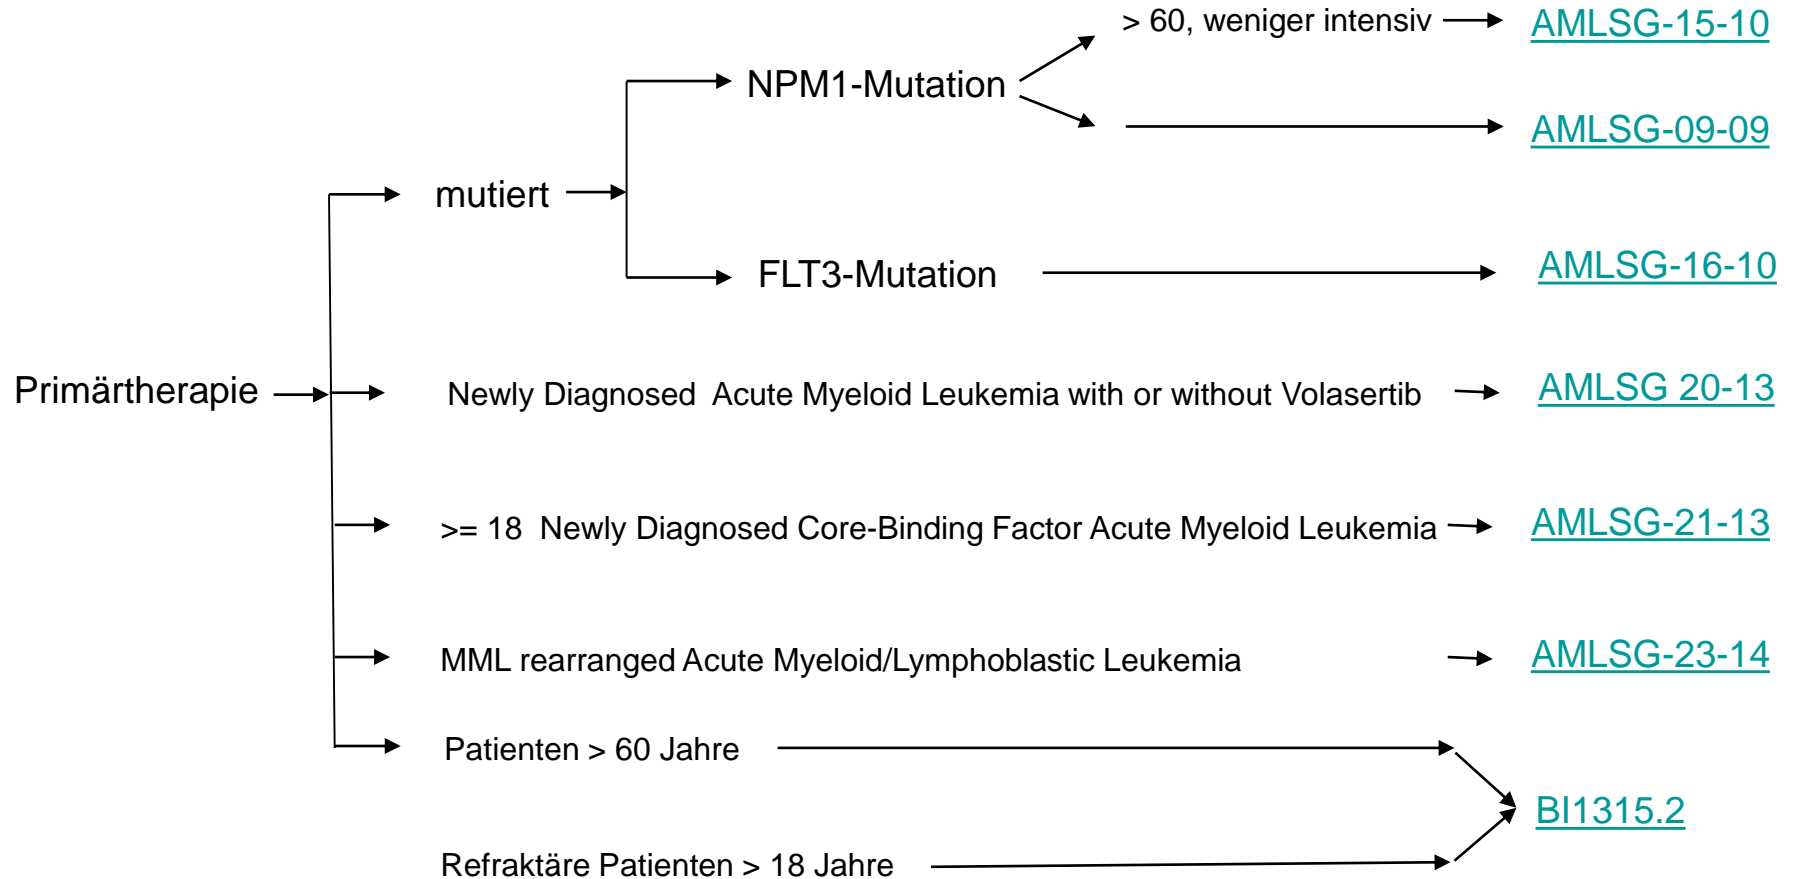 > 60, weniger intensiv
AMLSG-15-10
NPM1-Mutation
AMLSG-09-09
mutiert
FLT3-Mutation
AMLSG-16-10
Primärtherapie
Newly Diagnosed Acute Myeloid Leukemia with or without Volasertib
AMLSG 20-13
>= 18 Newly Diagnosed Core-Binding Factor Acute Myeloid Leukemia
AMLSG-21-13
MML rearranged Acute Myeloid/Lymphoblastic Leukemia
AMLSG-23-14
Patienten > 60 Jahre
BI1315.2
Refraktäre Patienten > 18 Jahre